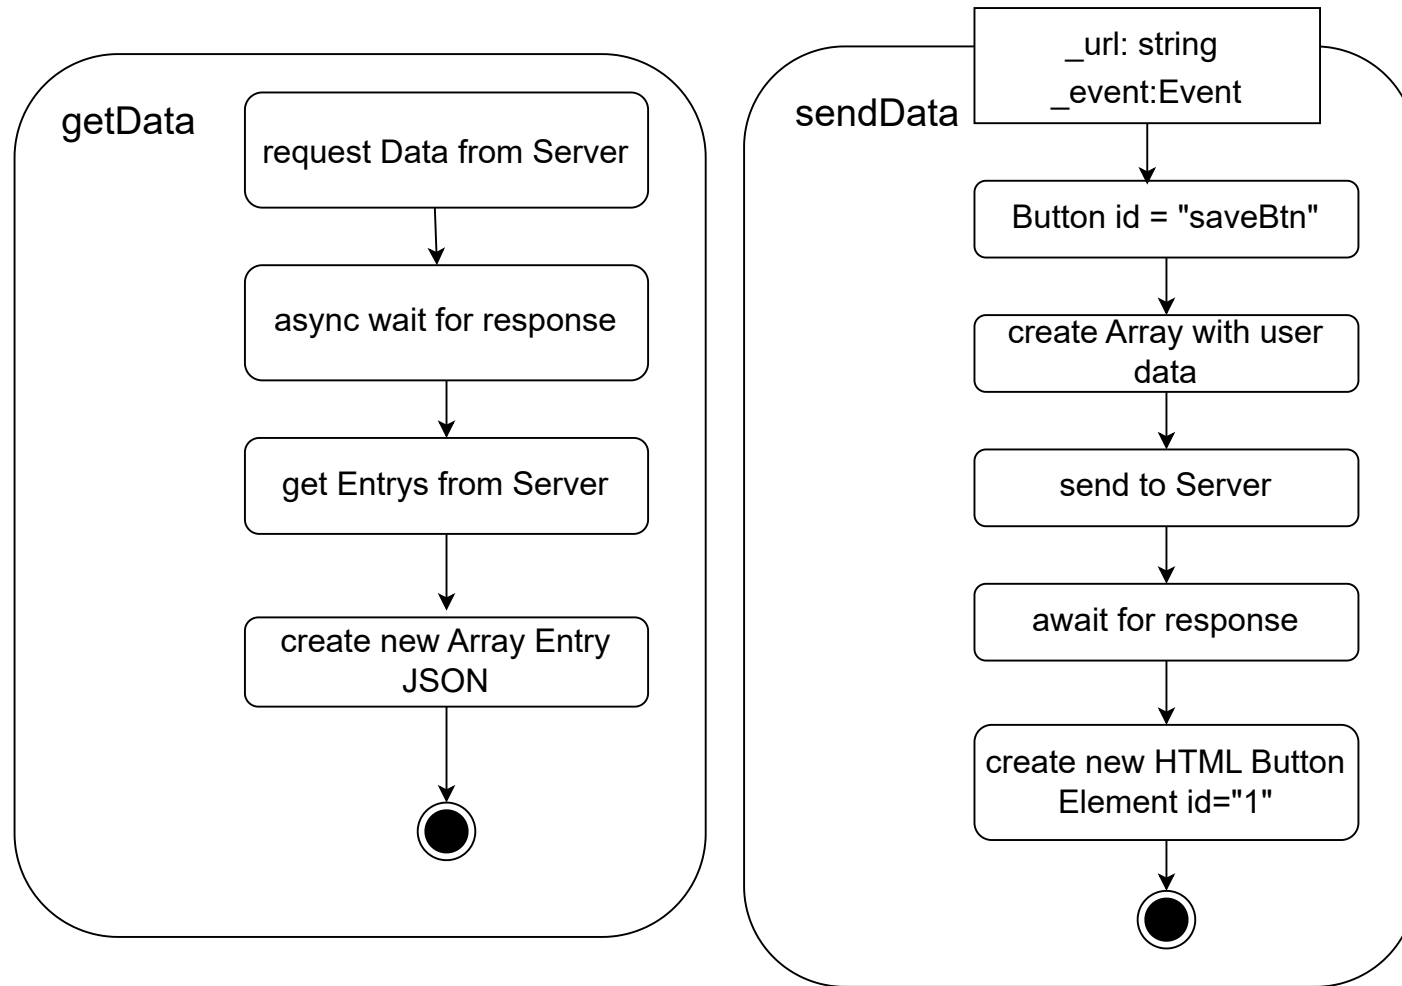 getData
request Data from Server
async wait for response
get Entrys from Server
create new Array Entry
JSON
sendData
_url: string
_event:Event
Button id = "saveBtn"
create Array with user
data
send to Server
await for response
create new HTML Button
Element id="1"